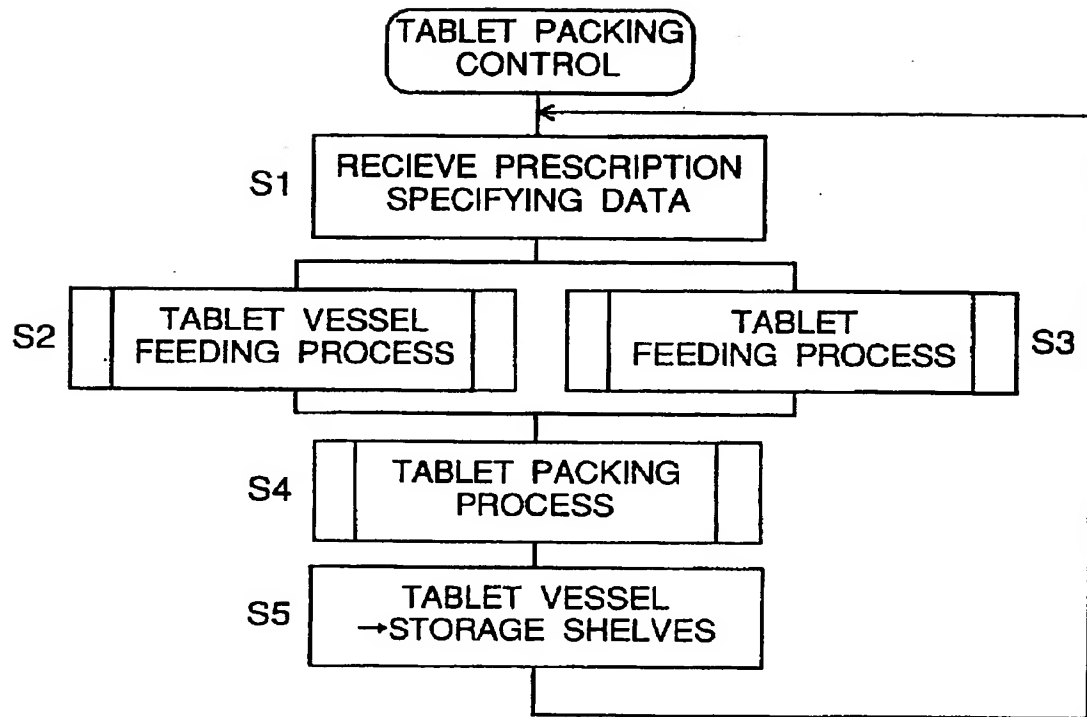 TABLET PACKING
CONTROL
S1
RECIEVE PRESCRIPTION
SPECIFYING DATA
S2
TABLET VESSEL
FEEDING PROCESS
TABLET
FEEDING PROCESS
S3
S4
TABLET PACKING
PROCESS
S5
TABLET VESSEL
→STORAGE SHELVES